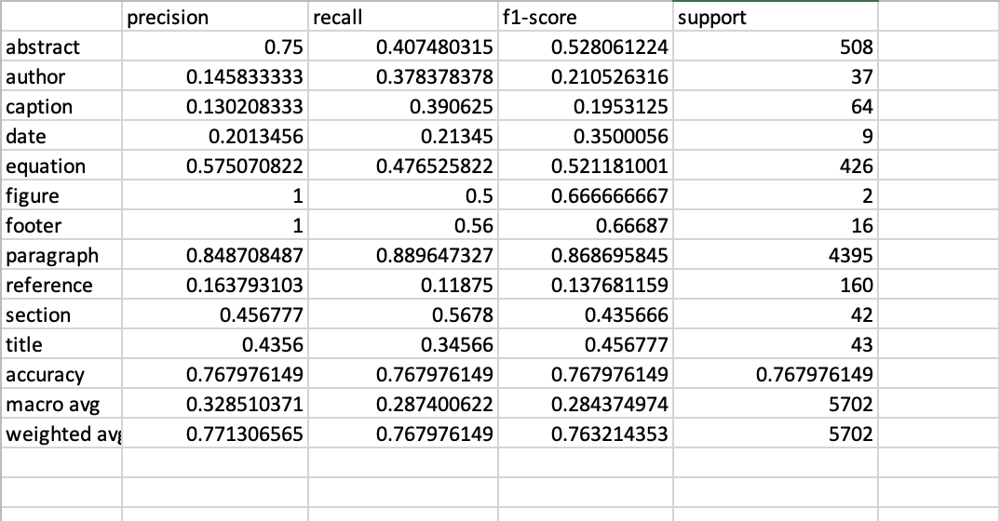 precision recall f1-score support
abstract 0.75 0.407480315 0.528061224 508
author 0.145833333 0.378378378 0.210526316 37
caption 0.130208333 0.390625 0.1953125 64
date 0.2013456 0.21345 0.3500056 9
equation 0.575070822 0.476525822 0.521181001 426
figure 1 0.5 0.666666667 2
footer 1 0.56 0.66687 16
paragraph 0.848708487 0.889647327 0.868695845 4395
reference 0.163793103 0.11875 0.137681159 160
section 0.456777 0.5678 0.435666 42
title 0.4356 0.34566 0.456777 43
accuracy 0.767976149 0.767976149 0.767976149 0.767976149
macro avg 0.328510371 0.287400622 0.284374974 5702
weighted avg 0.771306565 0.767976149 0.763214353 5702